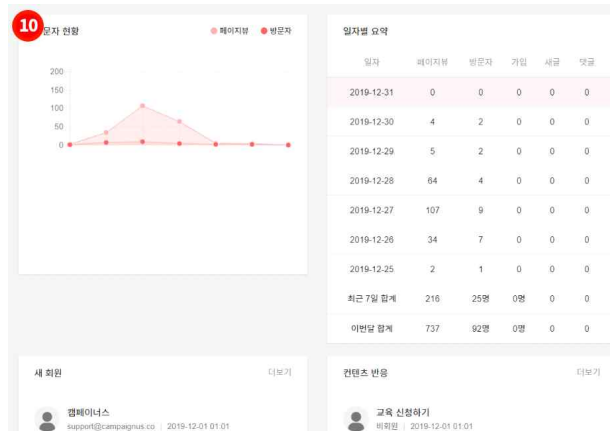 10
문자 현황
페이지뷰 방문자
200
150
100
50
0
일자별 요약
일자 페이지뷰 방문자 가입 새글 댓글
2019-12-31 0 0 0 0 0
2019-12-30 4 2 0 0 0
2019-12-29 5 2 0 0 0
2019-12-28 64 4 0 0 0
2019-12-27 107 9 0 0 0
2019-12-26 34 7 0 0 0
2019-12-25 2 1 0 0 0
최근 7일 합계 216 25명 0명 0 0
이번달 합계 737 92명 0명 0 0
새 회원 더보기
캠페이너스
support@campaignus.co | 2019-12-01 01:01
컨텐츠 반응 더보기
교육 신청하기
비회원 | 2019-12-01 01:01